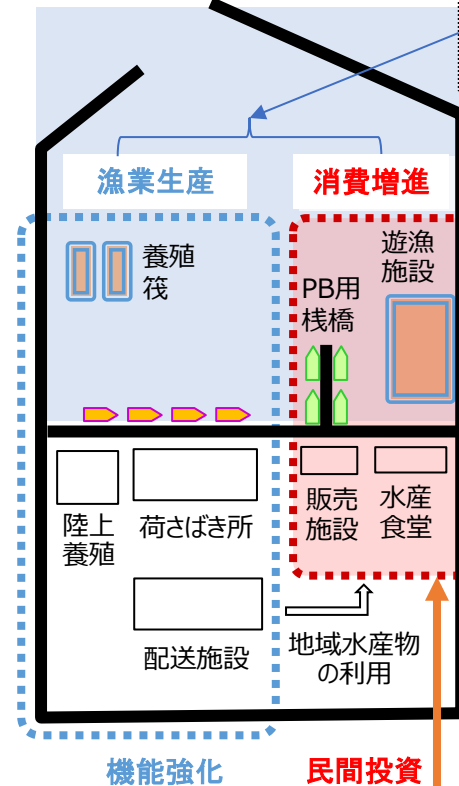 漁業生産
消費増進
養殖
筏
遊漁
施設
PB用
桟橋
陸上
養殖
荷さばき所
販売
施設
水産
食堂
配送施設
地域水産物
の利用
機能強化
民間投資